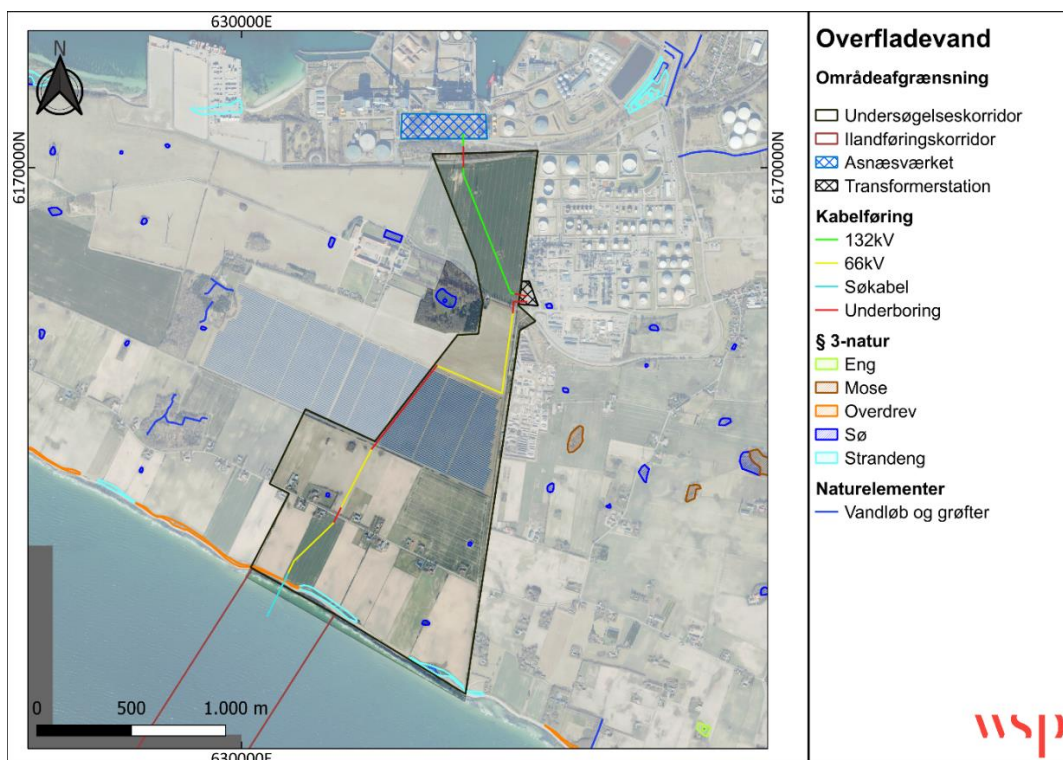 630000E
N
6170000N
6170000N
0 500 1.000 m
630000E
Overfladevand
Områdeafgrænsning
Undersøgelseskorridor
Ilandføringskorridor
Asnæsværket
Transformerstation
Kabelføring
132kV
66kV
Søkabel
Underboring
§ 3-natur
Eng
Mose
Overdrev
Sø
Strandeng
Naturelementer
Vandløb og grøfter
wsp